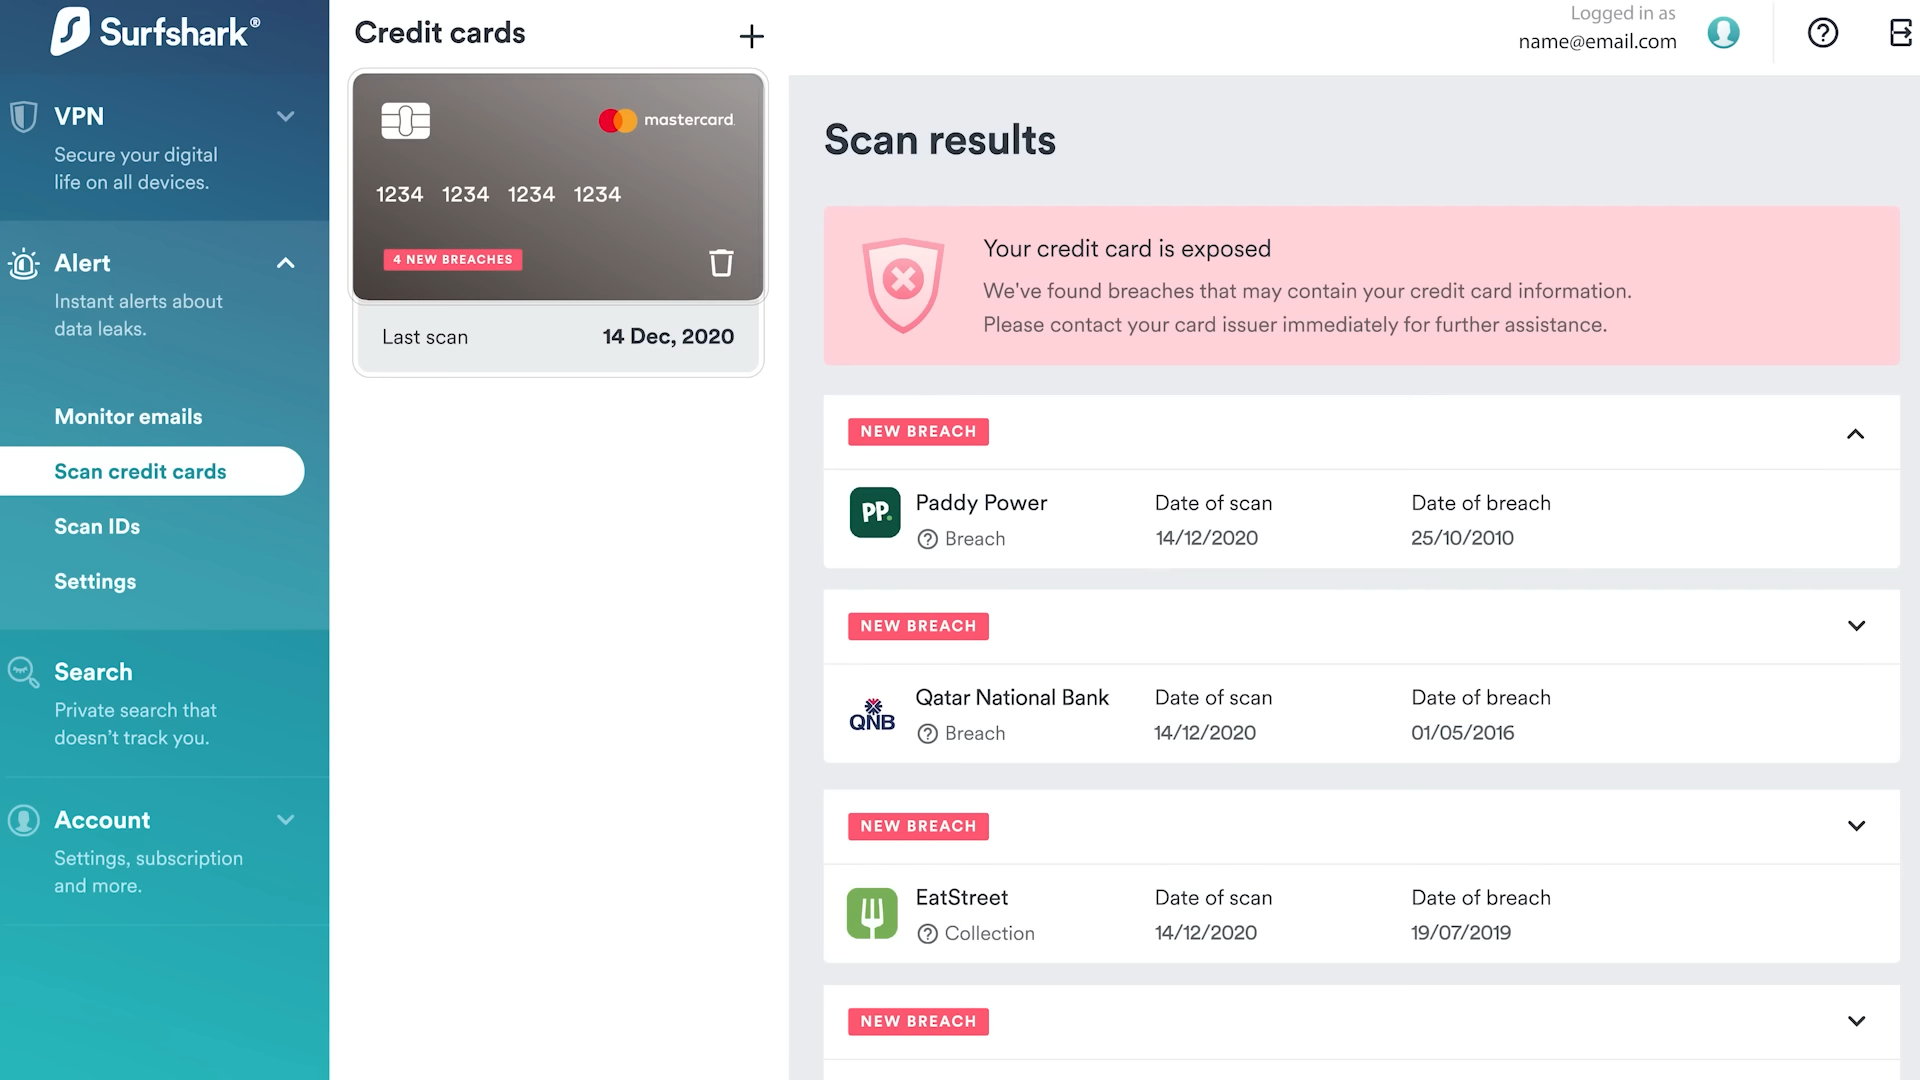 Surfshark®
VPN
Secure your digital
life on all devices.
Alert
Instant alerts about
data leaks.
Monitor emails
Scan credit cards
Scan IDs
Settings
Search
Private search that
doesn’t track you.
Account
Settings, subscription
and more.
Credit cards
mastercard.
1234 1234 1234 1234
4 NEW BREACHES
Last scan 14 Dec, 2020
Logged in as
name@email.com
Scan results
Your credit card is exposed
We've found breaches that may contain your credit card information.
Please contact your card issuer immediately for further assistance.
NEW BREACH
PP.
Paddy Power Date of scan Date of breach
Breach 14/12/2020 25/10/2010
NEW BREACH
QNB
Qatar National Bank Date of scan Date of breach
Breach 14/12/2020 01/05/2016
NEW BREACH
EatStreet Date of scan Date of breach
Collection 14/12/2020 19/07/2019
NEW BREACH